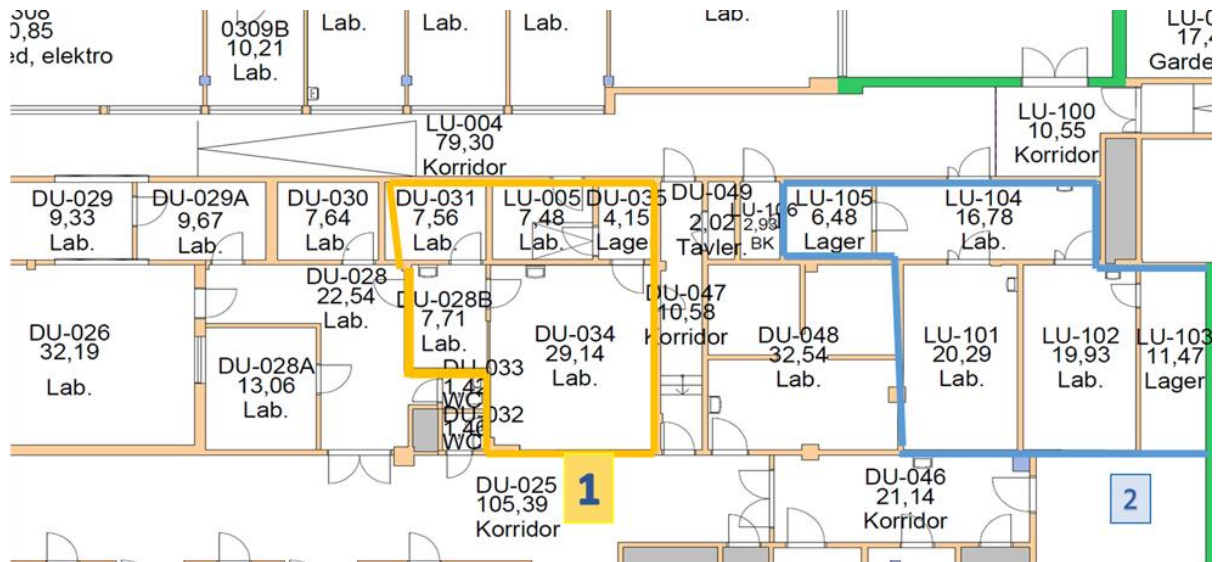 0,85
ed, elektro
0309B
10,21
Lab.
Lab.
Lab.
Lab.
Lab.
17,4
Garde
LU-004
79,30
Korridor
LU-100
10,55
Korridor
DU-029
9,33
Lab.
DU-029A
9,67
Lab.
DU-030
7,64
Lab.
DU-031
7,56
Lab.
LU-005
7,48
Lab.
DU-035
4,15
Lager
DU-049
2,02
Tavler.
LU-106
2,93
BK
LU-105
6,48
Lager
LU-104
16,78
Lab.
DU-026
32,19
Lab.
DU-028
22,54
Lab.
DU-028A
13,06
Lab.
DU-028B
7,71
Lab.
DU-033
1,42
WC
DU-032
1,46
WC
DU-034
29,14
Lab.
DU-047
10,58
Korridor
DU-048
32,54
Lab.
LU-101
20,29
Lab.
LU-102
19,93
Lab.
LU-103
11,47
Lager
DU-025
105,39
Korridor
1
DU-046
21,14
Korridor
2